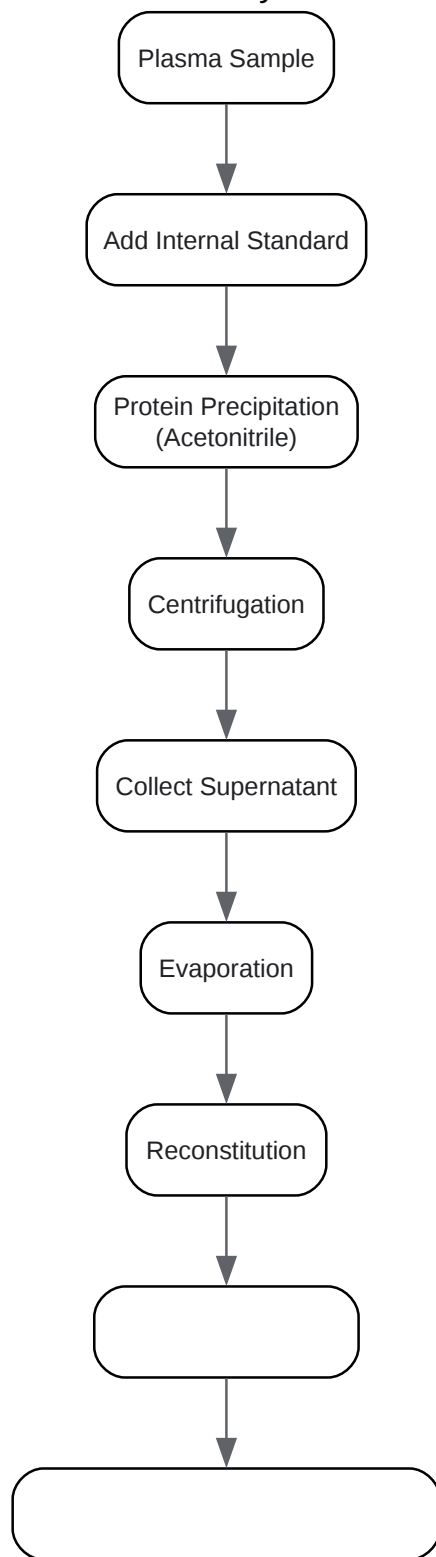 Plasma Sample
Add Internal Standard
Protein Precipitation
(Acetonitrile)
Centrifugation
Collect Supernatant
Evaporation
Reconstitution